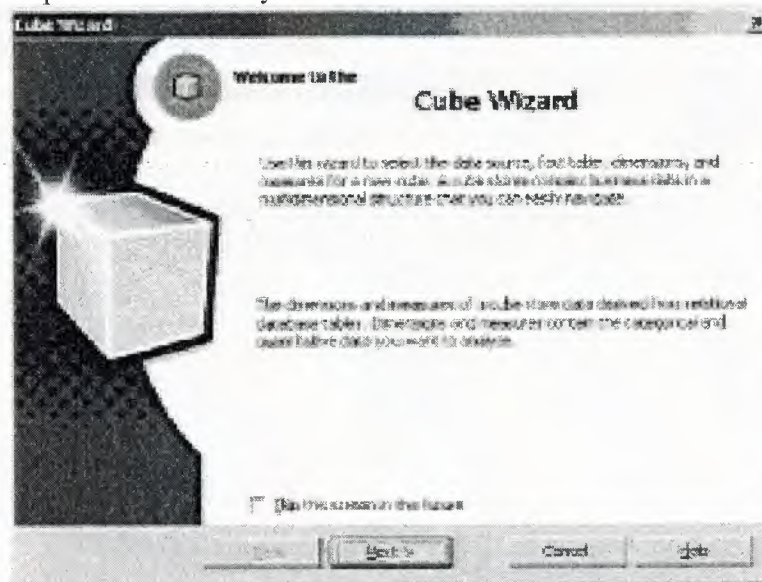 Cube Wizard
Welcome to the
Cube Wizard
Use this wizard to select the data source, fact table, dimensions, and
measures for a new cube. A cube stores complex business data in a
multidimensional structure that you can easily navigate.
The dimensions and measures of a cube store data derived from relational
database tables. Dimensions and measures contain the categorical and
quantitative data you want to analyze.
Skip this screen in the future
Next >
Cancel
Help